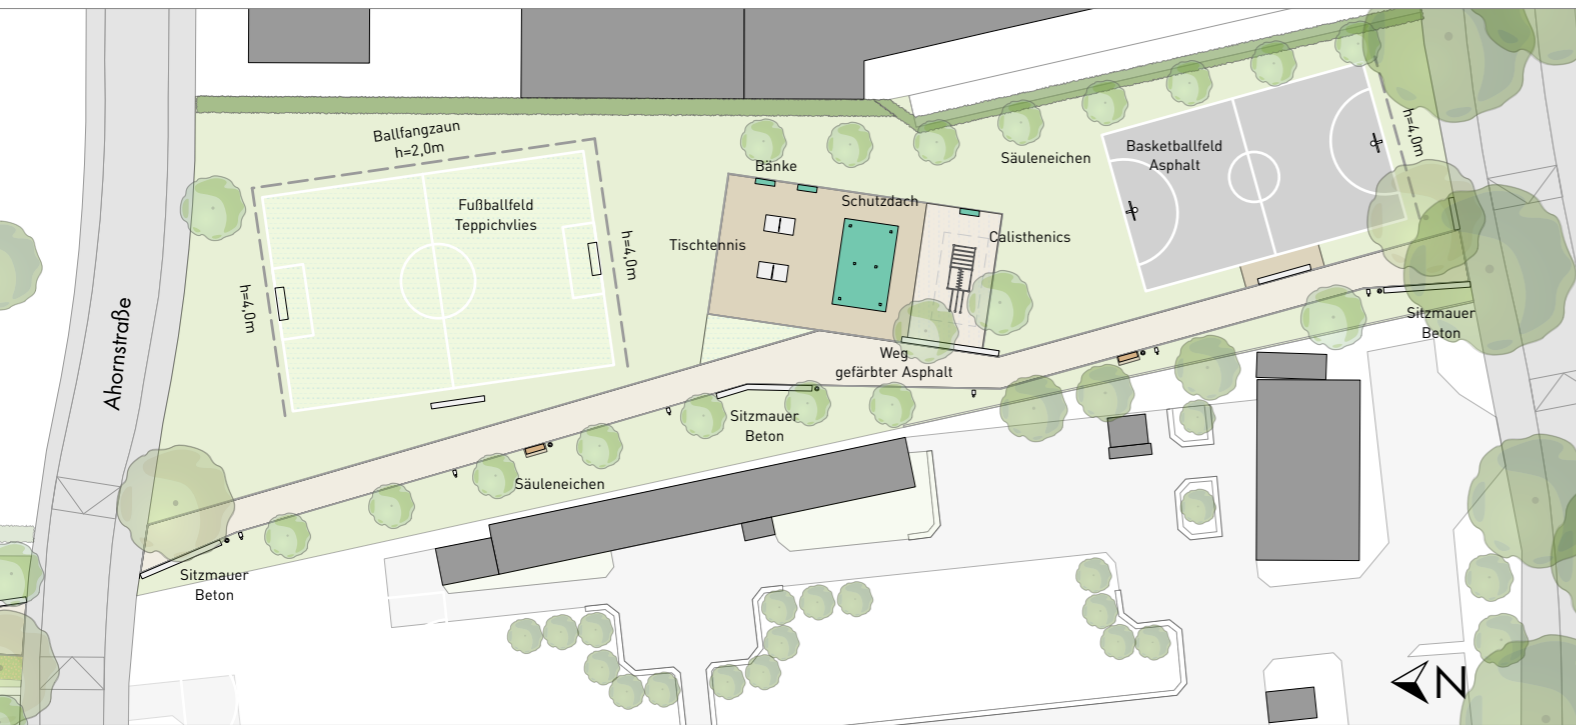 Ballfangzaun
h=2,0m
Fußballfeld
Teppichvlies
h=4,0m
h=4,0m
Ahornstraße
Bänke
Schutzdach
Tischtennis
Calisthenics
Säuleneichen
Basketballfeld
Asphalt
h=4,0m
Weg
gefärbter Asphalt
Sitzmauer
Beton
Sitzmauer
Beton
Säuleneichen
Sitzmauer
Beton
N